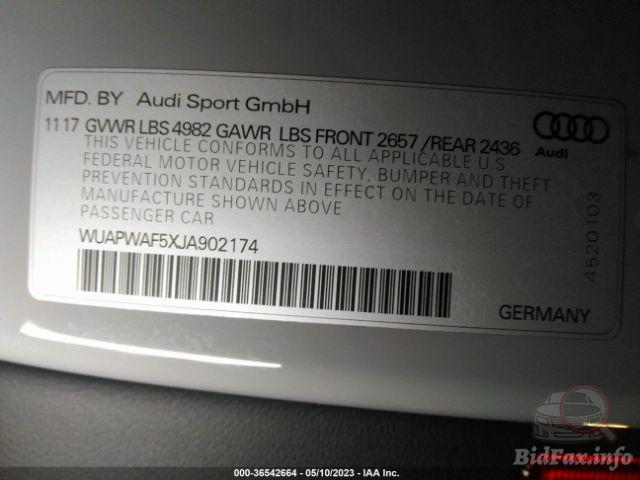 MFD. BY Audi Sport GmbH
11 17 GVWR LBS 4982 GAWR LBS FRONT 2657 / REAR 2436
THIS VEHICLE CONFORMS TO ALL APPLICABLE U S
FEDERAL MOTOR VEHICLE SAFETY, BUMPER AND THEFT
PREVENTION STANDARDS IN EFFECT ON THE DATE OF
MANUFACTURE SHOWN ABOVE
PASSENGER CAR
WUAPWAF5XJA902174
Audi
4520103
GERMANY
BidFax.info
000-36542664 - 05/10/2023 - IAA Inc.